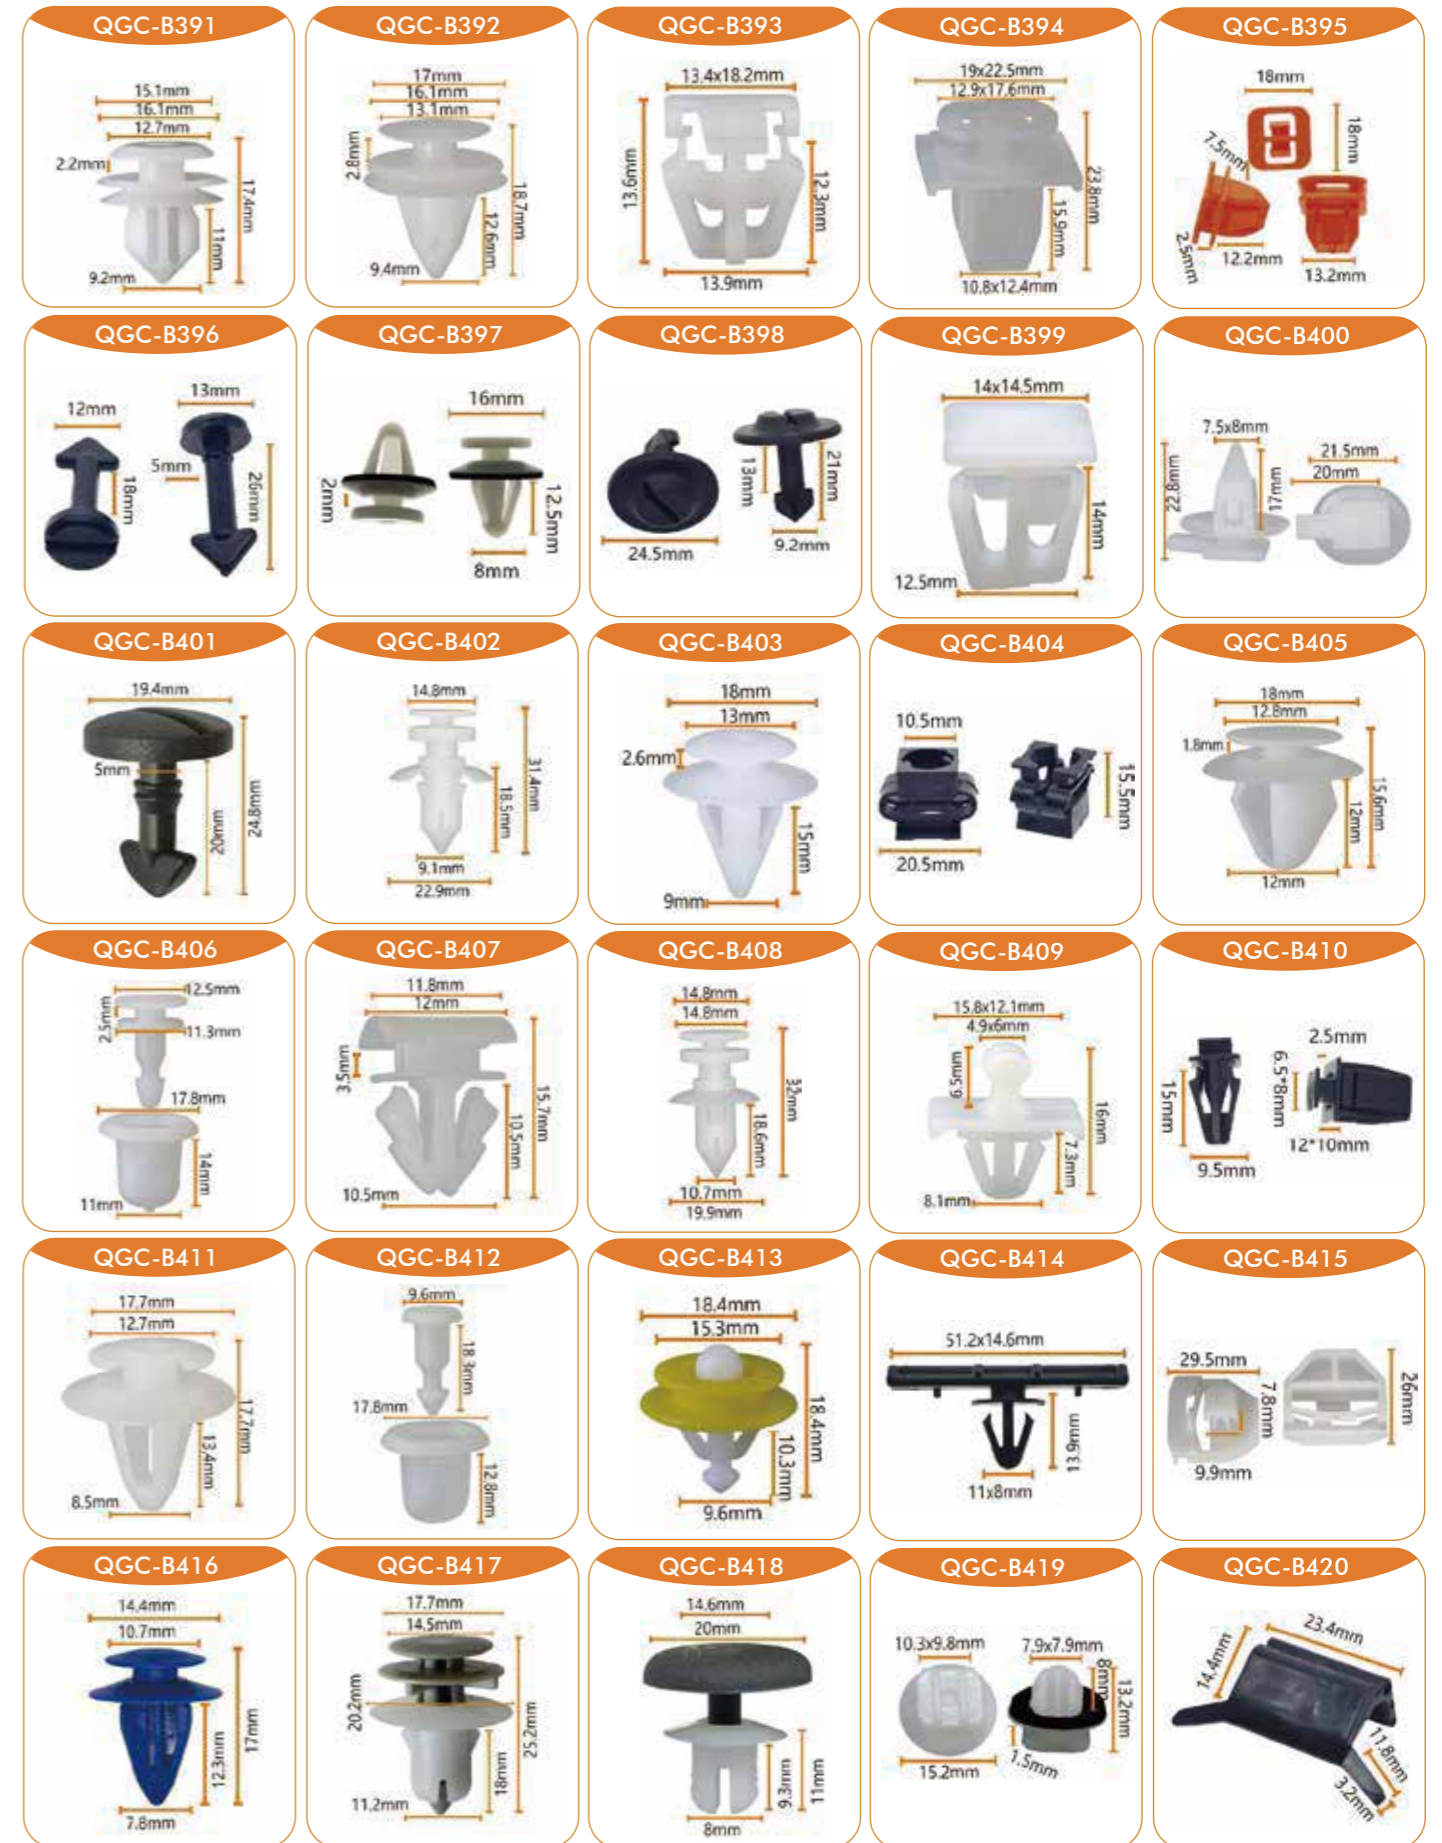 QGC-B391
15.1mm
16.1mm
12.7mm
2.2mm
17.4mm
11mm
9.2mm
QGC-B392
17mm
16.1mm
13.1mm
2.8mm
18.7mm
12.6mm
9.4mm
QGC-B393
13.4x18.2mm
13.6mm
12.3mm
13.9mm
QGC-B394
19x22.5mm
12.9x17.6mm
23.8mm
15.9mm
10.8x12.4mm
QGC-B395
18mm
18mm
7.5mm
2.5mm
12.2mm
13.2mm
QGC-B396
12mm
13mm
18mm
5mm
26mm
QGC-B397
16mm
2mm
12.5mm
8mm
QGC-B398
13mm
21mm
24.5mm
9.2mm
QGC-B399
14x14.5mm
14mm
12.5mm
QGC-B400
7.5x8mm
22.8mm
17mm
21.5mm
20mm
QGC-B401
19.4mm
5mm
20mm
24.8mm
QGC-B402
14.8mm
31.4mm
18.5mm
9.1mm
22.9mm
QGC-B403
18mm
13mm
2.6mm
15mm
9mm
QGC-B404
10.5mm
15.5mm
20.5mm
QGC-B405
18mm
12.8mm
1.8mm
15.6mm
12mm
12mm
QGC-B406
12.5mm
2.5mm
11.3mm
17.8mm
14mm
11mm
QGC-B407
11.8mm
12mm
3.5mm
15.7mm
10.5mm
10.5mm
QGC-B408
14.8mm
14.8mm
32mm
18.6mm
10.7mm
19.9mm
QGC-B409
15.8x12.1mm
4.9x6mm
6.5mm
16mm
7.3mm
8.1mm
QGC-B410
2.5mm
15mm
6.5*8mm
12*10mm
9.5mm
QGC-B411
17.7mm
12.7mm
17.7mm
13.4mm
8.5mm
QGC-B412
9.6mm
18.3mm
17.8mm
12.8mm
QGC-B413
18.4mm
15.3mm
18.4mm
10.3mm
9.6mm
QGC-B414
51.2x14.6mm
13.9mm
11x8mm
QGC-B415
29.5mm
7.8mm
26mm
9.9mm
QGC-B416
14.4mm
10.7mm
17mm
12.3mm
7.8mm
QGC-B417
17.7mm
14.5mm
20.2mm
25.2mm
18mm
11.2mm
QGC-B418
14.6mm
20mm
9.3mm
11mm
8mm
QGC-B419
10.3x9.8mm
7.9x7.9mm
8mm
13.2mm
15.2mm
1.5mm
QGC-B420
23.4mm
14.4mm
11.8mm
3.2mm